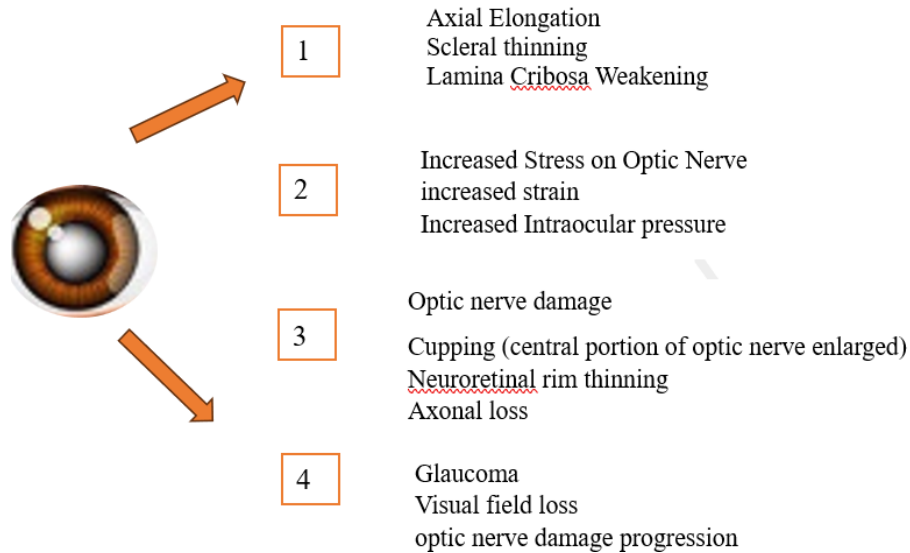 1
Axial Elongation
Scleral thinning
Lamina Cribosa Weakening
2
Increased Stress on Optic Nerve
increased strain
Increased Intraocular pressure
3
Optic nerve damage
Cupping (central portion of optic nerve enlarged)
Neuroretinal rim thinning
Axonal loss
4
Glaucoma
Visual field loss
optic nerve damage progression